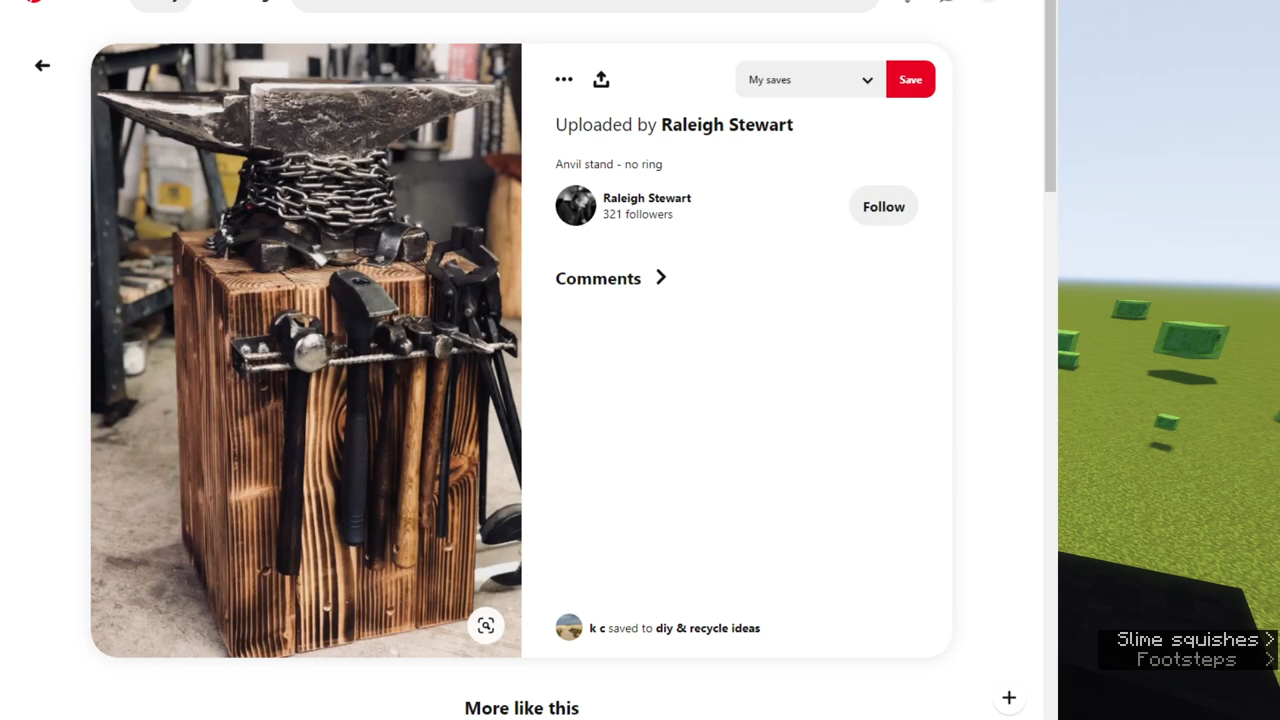 My saves
Save
Uploaded by Raleigh Stewart
Anvil stand - no ring
Raleigh Stewart
321 followers
Follow
Comments
k c saved to diy & recycle ideas
More like this
Slime squishes >
Footsteps >